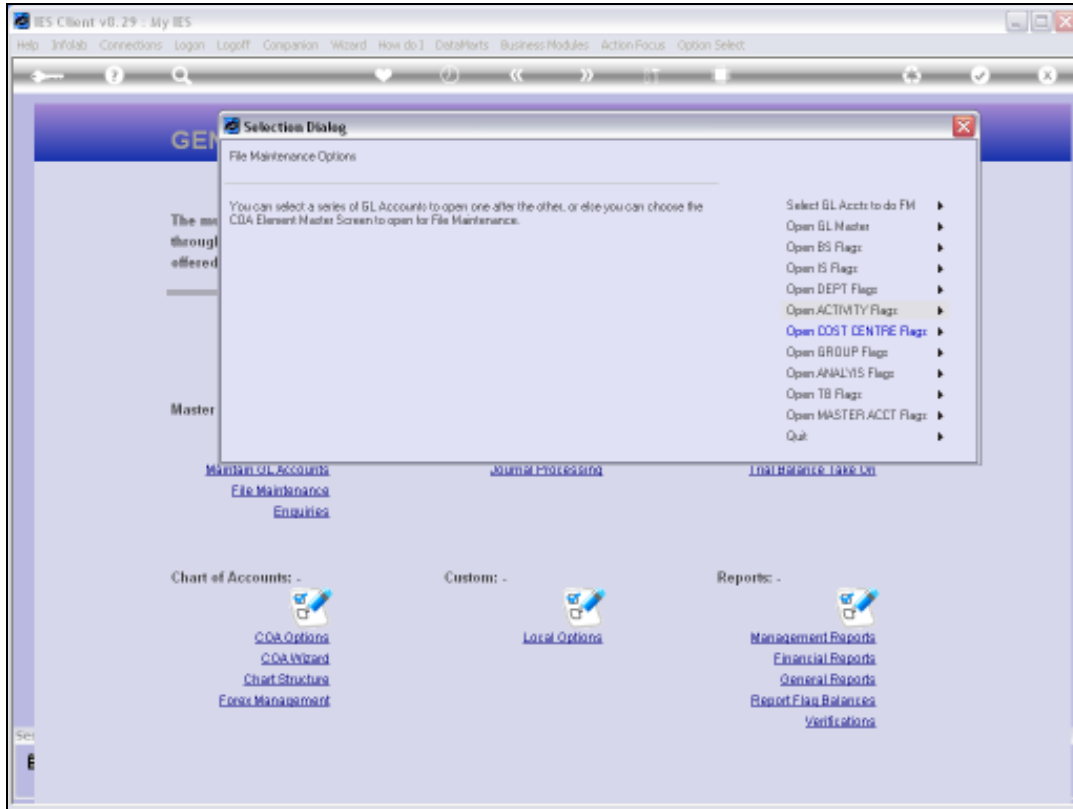 IES Client v8.29 : My IES
Help Infolab Connections Logon Logoff Companion Wizard How do I DataMarts Business Modules Action Focus Option Select
GEN
Selection Dialog
File Maintenance Options
You can select a series of GL Accounts to open one after the other, or else you can choose the
COA Element Master Screen to open for File Maintenance.
Select GL Accts to do FM
Open GL Master
Open BS Flags
Open IS Flags
Open DEPT Flags
Open ACTIVITY Flags
Open COST CENTRE Flags
Open GROUP Flags
Open ANALYIS Flags
Open TB Flags
Open MASTER ACCT Flags
Quit
The
through
offered
Master
Maintain GL Accounts
Journal Processing
Trial Balance Take On
File Maintenance
Enquiries
Chart of Accounts: -
Custom: -
Reports: -
COA Options
Local Options
Management Reports
COA Wizard
Financial Reports
Chart Structure
General Reports
Forex Management
Report Flag Balances
Verifications